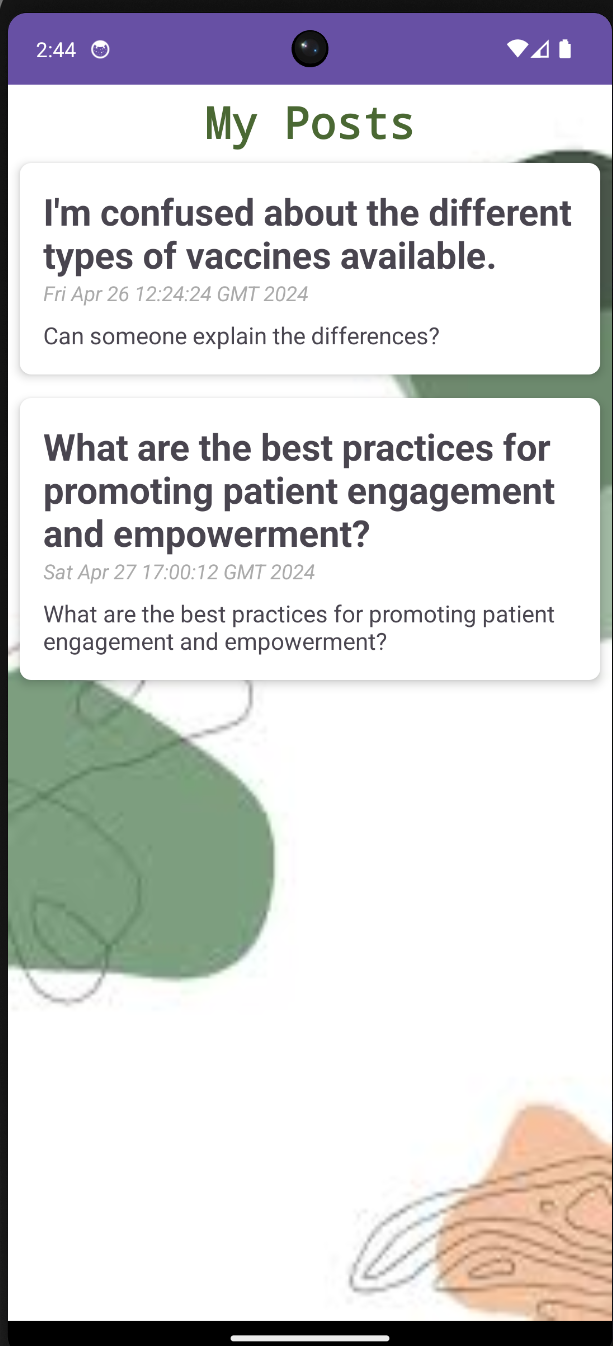 2:44
My Posts
I'm confused about the different
types of vaccines available.
Fri Apr 26 12:24:24 GMT 2024
Can someone explain the differences?
What are the best practices for
promoting patient engagement
and empowerment?
Sat Apr 27 17:00:12 GMT 2024
What are the best practices for promoting patient
engagement and empowerment?